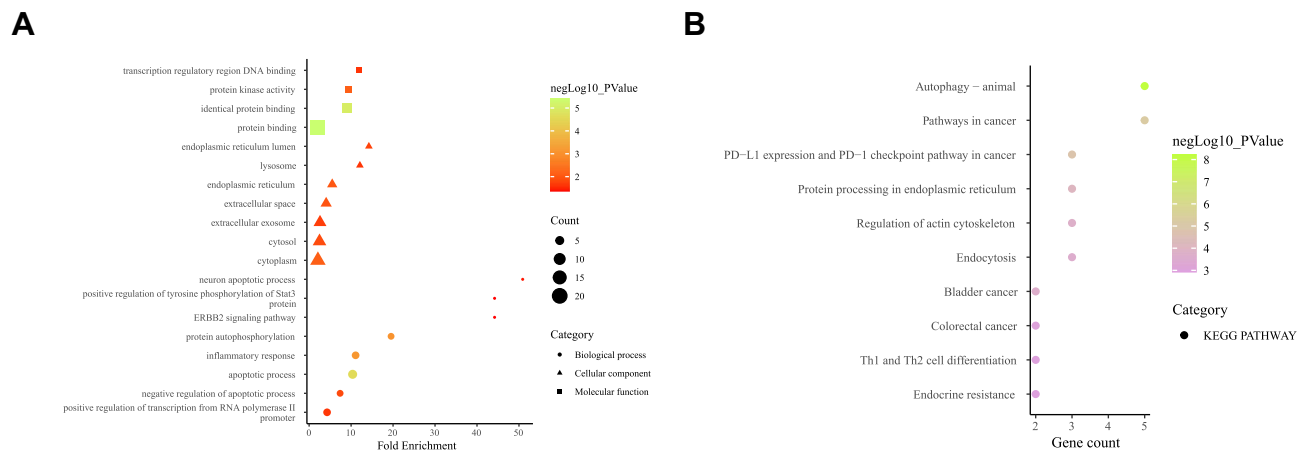 A
transcription regulatory region DNA binding
protein kinase activity
identical protein binding
protein binding
endoplasmic reticulum lumen
lysosome
endoplasmic reticulum
extracellular space
extracellular exosome
cytosol
cytoplasm
neuron apoptotic process
positive regulation of tyrosine phosphorylation of Stat3
protein
ERBB2 signaling pathway
protein autophosphorylation
inflammatory response
apoptotic process
negative regulation of apoptotic process
positive regulation of transcription from RNA polymerase II
promoter
0 10 20 30 40 50
Fold Enrichment
negLog10_PValue
5
4
3
2
Count
5
10
15
20
Category
Biological process
Cellular component
Molecular function
B
Autophagy − animal
Pathways in cancer
PD−L1 expression and PD−1 checkpoint pathway in cancer
Protein processing in endoplasmic reticulum
Regulation of actin cytoskeleton
Endocytosis
Bladder cancer
Colorectal cancer
Th1 and Th2 cell differentiation
Endocrine resistance
2 3 4 5
Gene count
negLog10_PValue
8
7
6
5
4
3
Category
KEGG PATHWAY